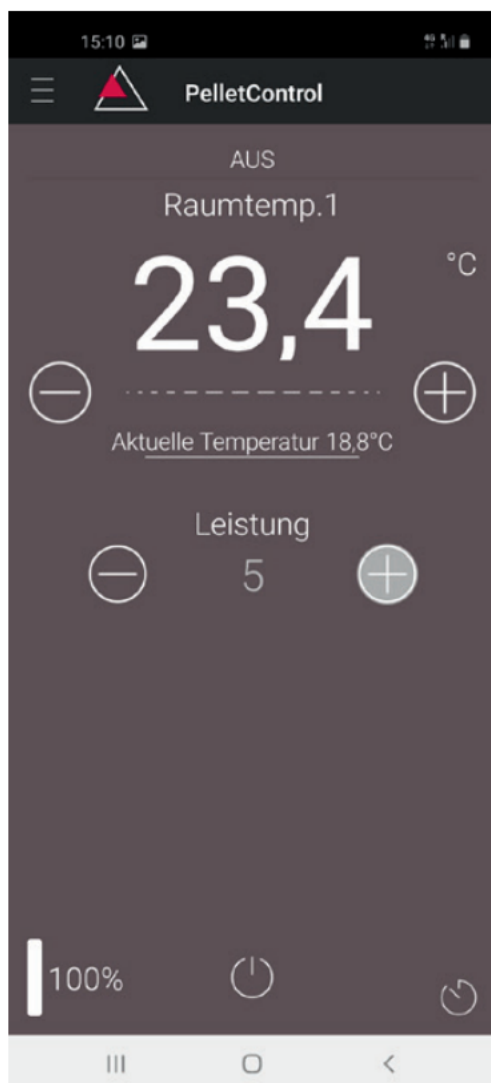 15:10
PelletControl
AUS
Raumtemp.1
23,4 °C
Aktuelle Temperatur 18,8°C
Leistung
5
100%